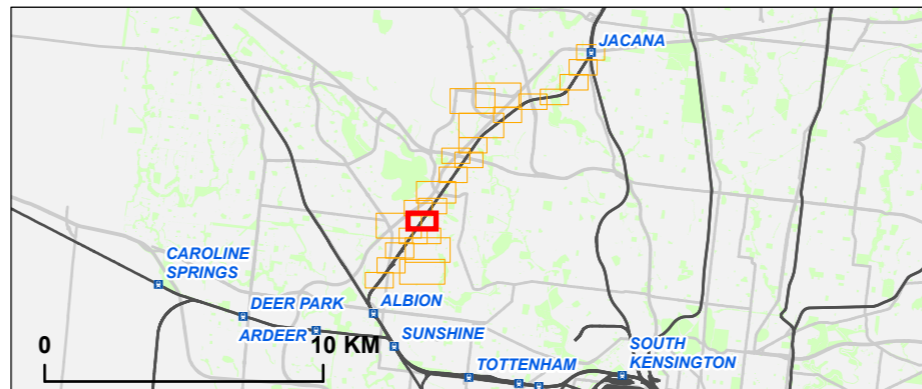 JACANA
CAROLINE
SPRINGS
DEER PARK
ALBION
ARDEER
SUNSHINE
0
10 KM
TOTTENHAM
SOUTH
KENSINGTON